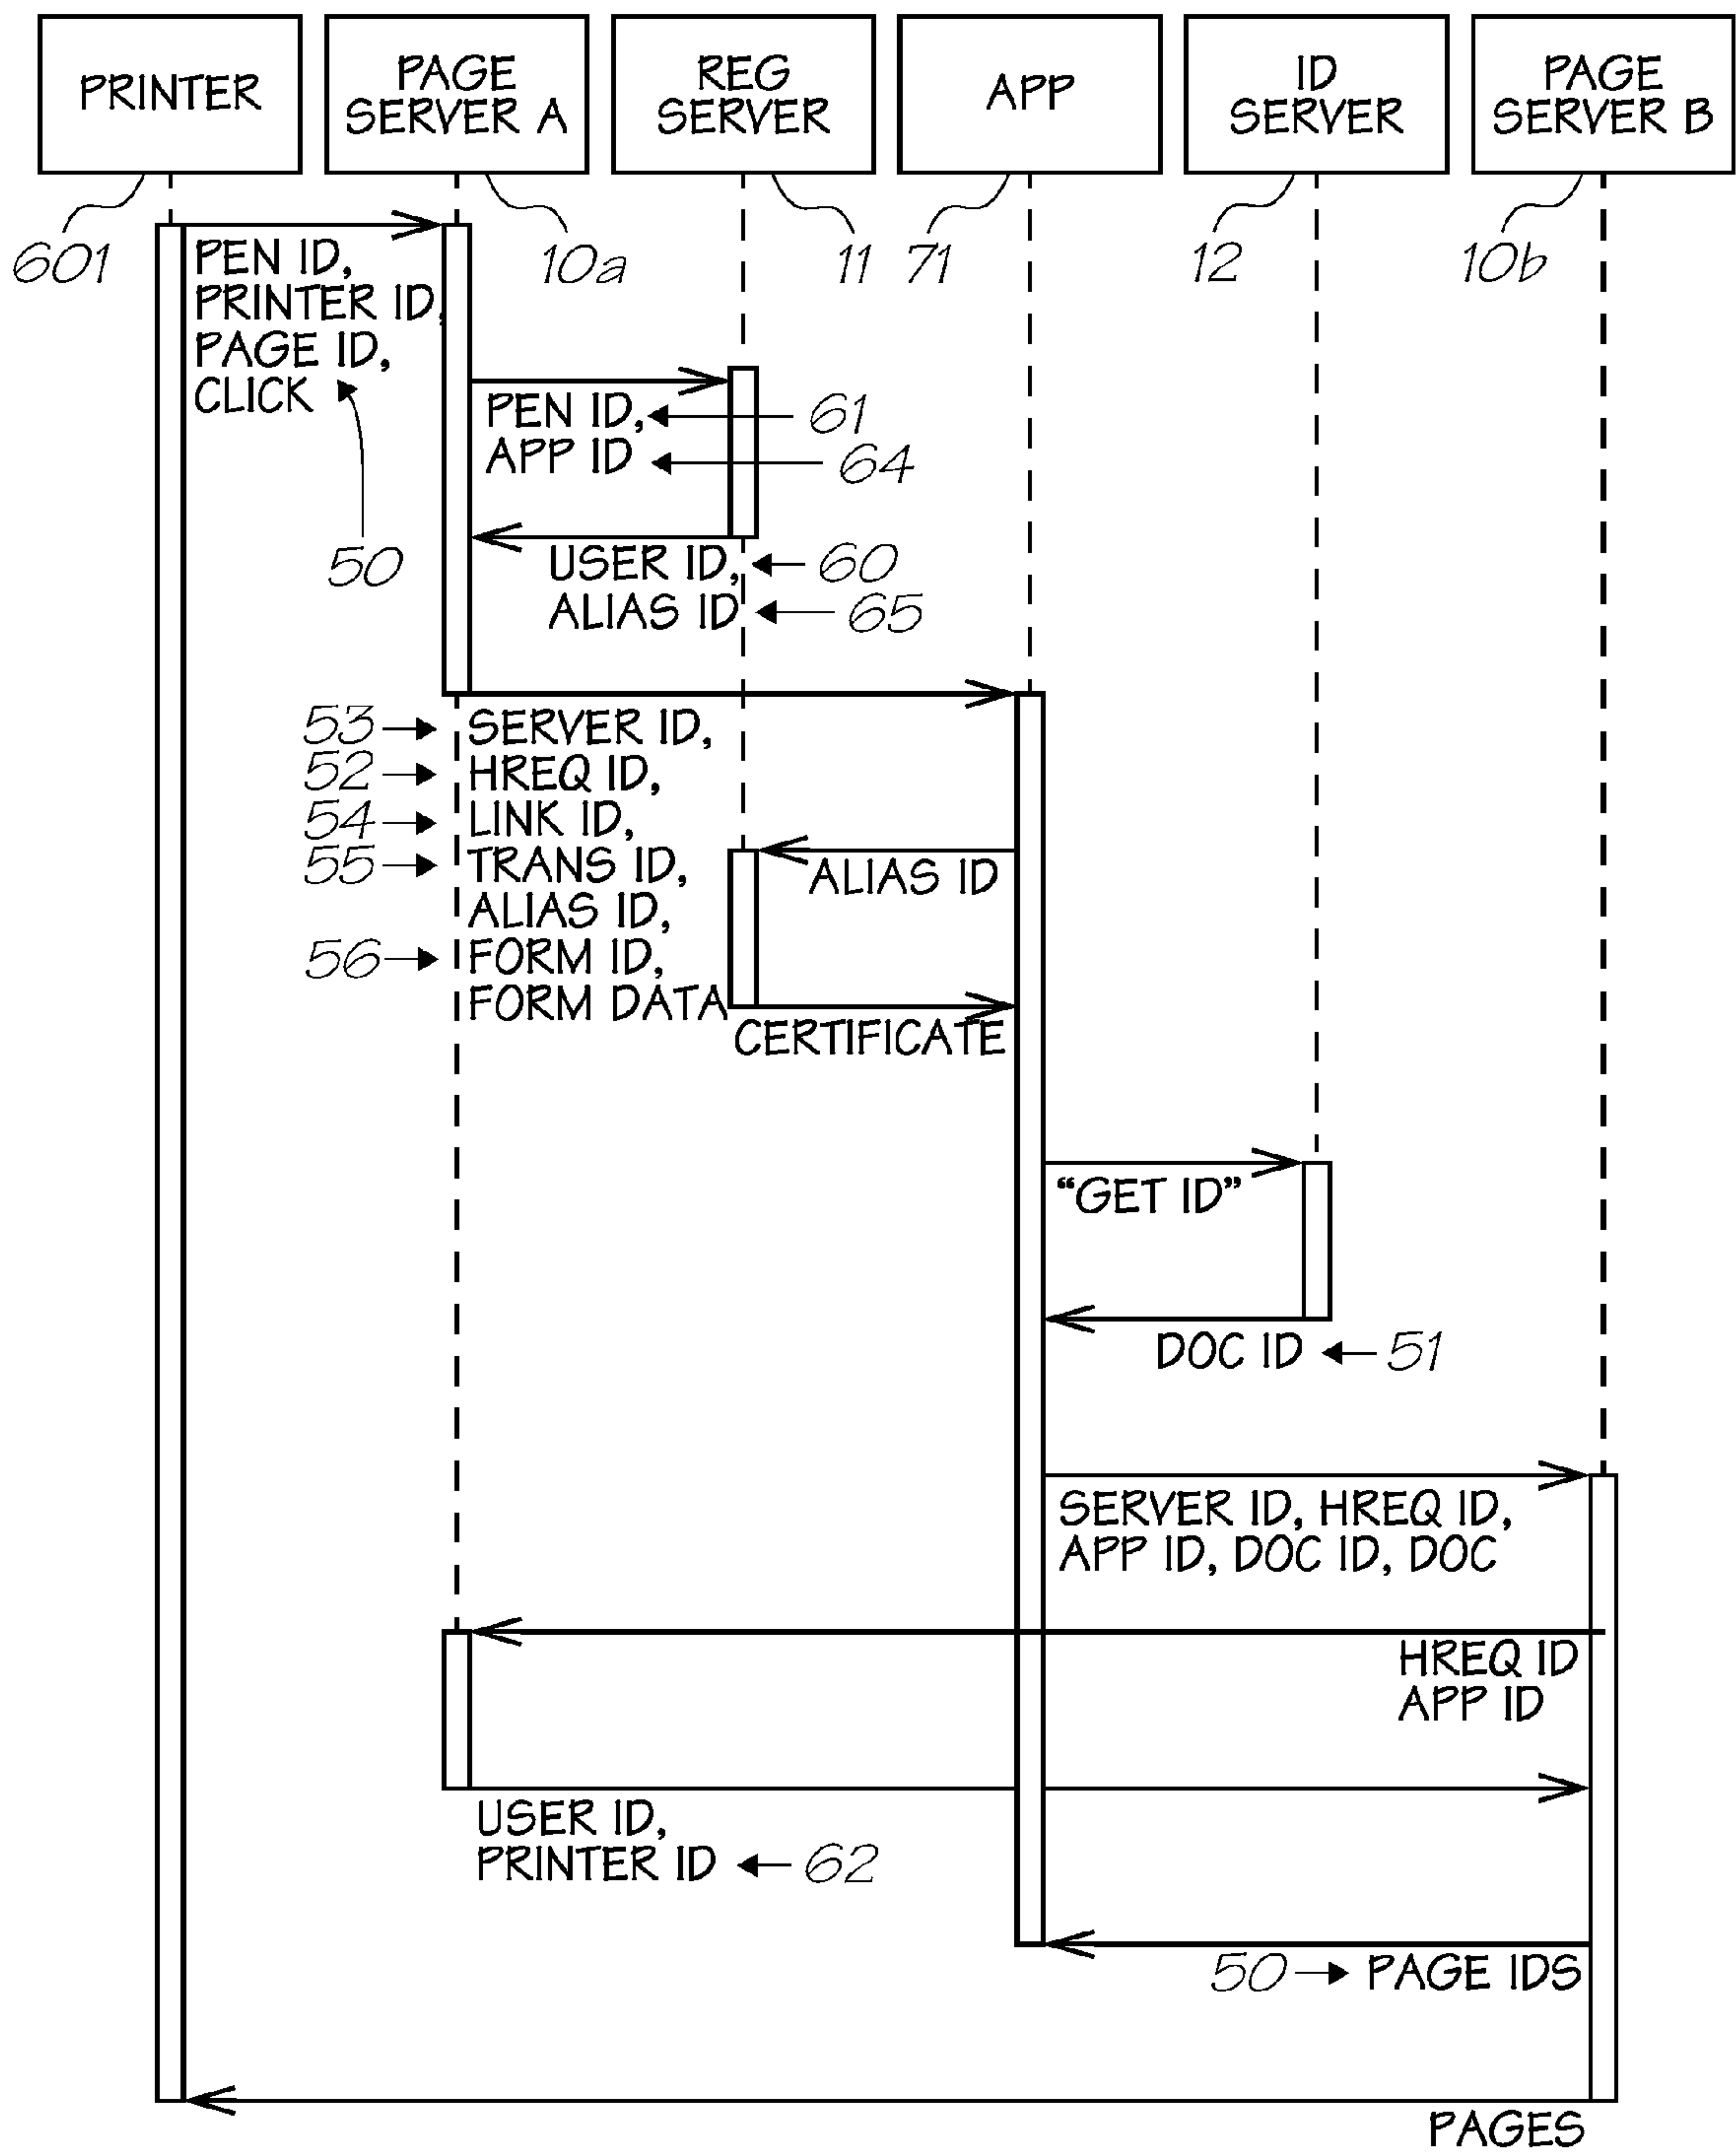 PRINTER
PAGE
SERVER A
REG
SERVER
APP
ID
SERVER
PAGE
SERVER B
601
10a
11
71
12
10b
PEN ID,
PRINTER ID,
PAGE ID,
CLICK
50
PEN ID,
61
APP ID
64
USER ID,
60
ALIAS ID
65
53
SERVER ID,
52
HREQ ID,
54
LINK ID,
55
TRANS ID,
ALIAS ID,
56
FORM ID,
FORM DATA
ALIAS ID
CERTIFICATE
“GET ID”
DOC ID
51
SERVER ID, HREQ ID,
APP ID, DOC ID, DOC
HREQ ID
APP ID
USER ID,
PRINTER ID
62
50
PAGE IDS
PAGES